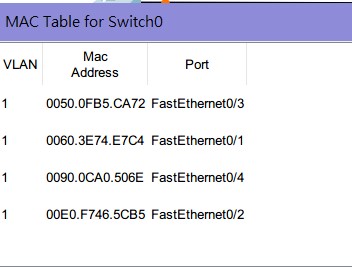 MAC Table for Switch0
VLAN Mac Address Port
1 0050.0FB5.CA72 FastEthernet0/3
1 0060.3E74.E7C4 FastEthernet0/1
1 0090.0CA0.506E FastEthernet0/4
1 00E0.F746.5CB5 FastEthernet0/2